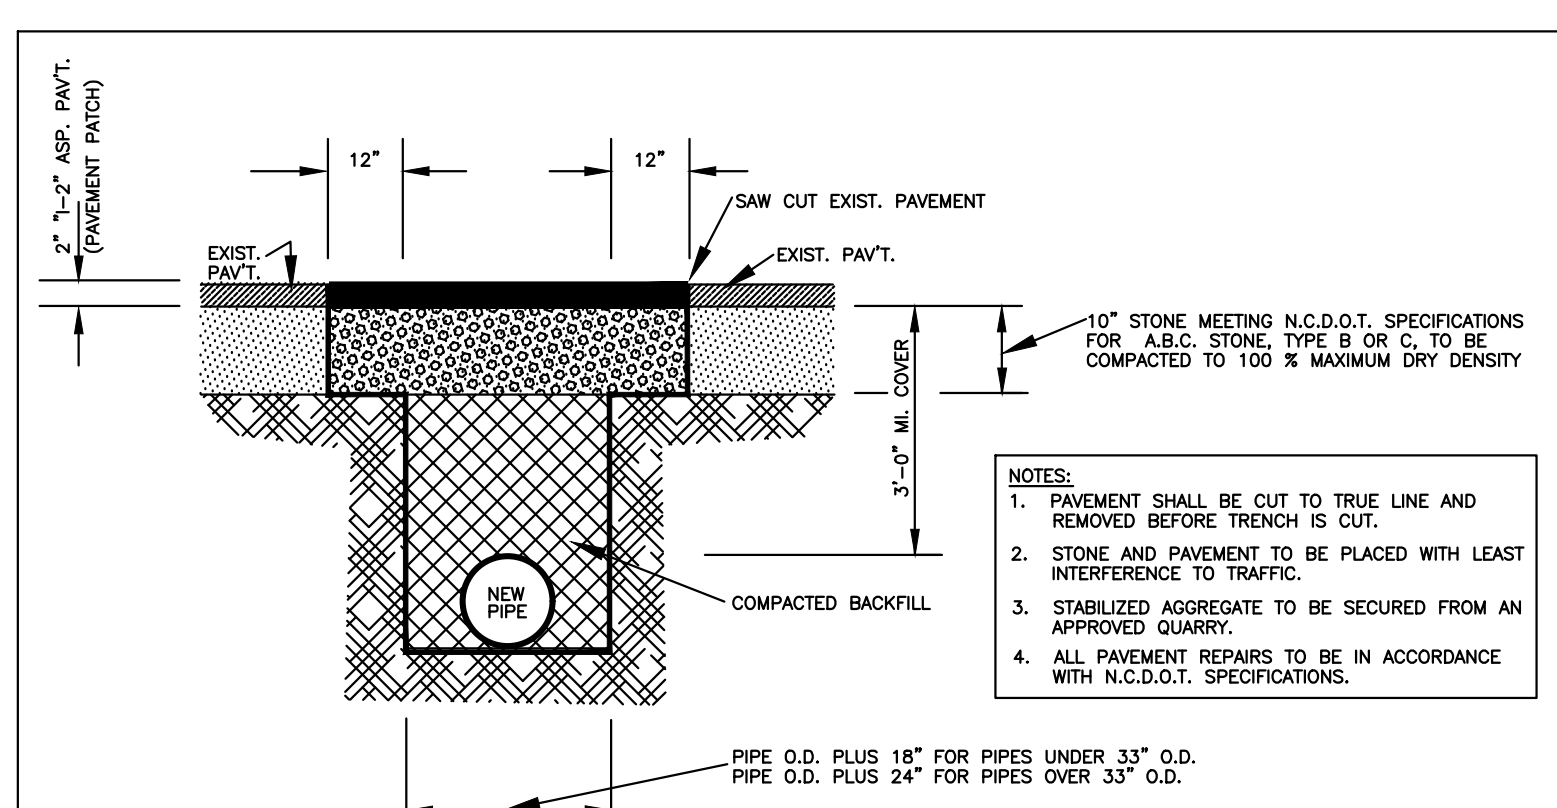 2" "I-2" ASP. PAV'T.
(PAVEMENT PATCH)
12"
12"
SAW CUT EXIST. PAVEMENT
EXIST.
PAV'T.
EXIST. PAV'T.
10" STONE MEETING N.C.D.O.T. SPECIFICATIONS
FOR A.B.C. STONE, TYPE B OR C, TO BE
COMPACTED TO 100 % MAXIMUM DRY DENSITY
3'-0" MI. COVER
NEW
PIPE
COMPACTED BACKFILL
NOTES:
1. PAVEMENT SHALL BE CUT TO TRUE LINE AND
REMOVED BEFORE TRENCH IS CUT.
2. STONE AND PAVEMENT TO BE PLACED WITH LEAST
INTERFERENCE TO TRAFFIC.
3. STABILIZED AGGREGATE TO BE SECURED FROM AN
APPROVED QUARRY.
4. ALL PAVEMENT REPAIRS TO BE IN ACCORDANCE
WITH N.C.D.O.T. SPECIFICATIONS.
PIPE O.D. PLUS 18" FOR PIPES UNDER 33" O.D.
PIPE O.D. PLUS 24" FOR PIPES OVER 33" O.D.